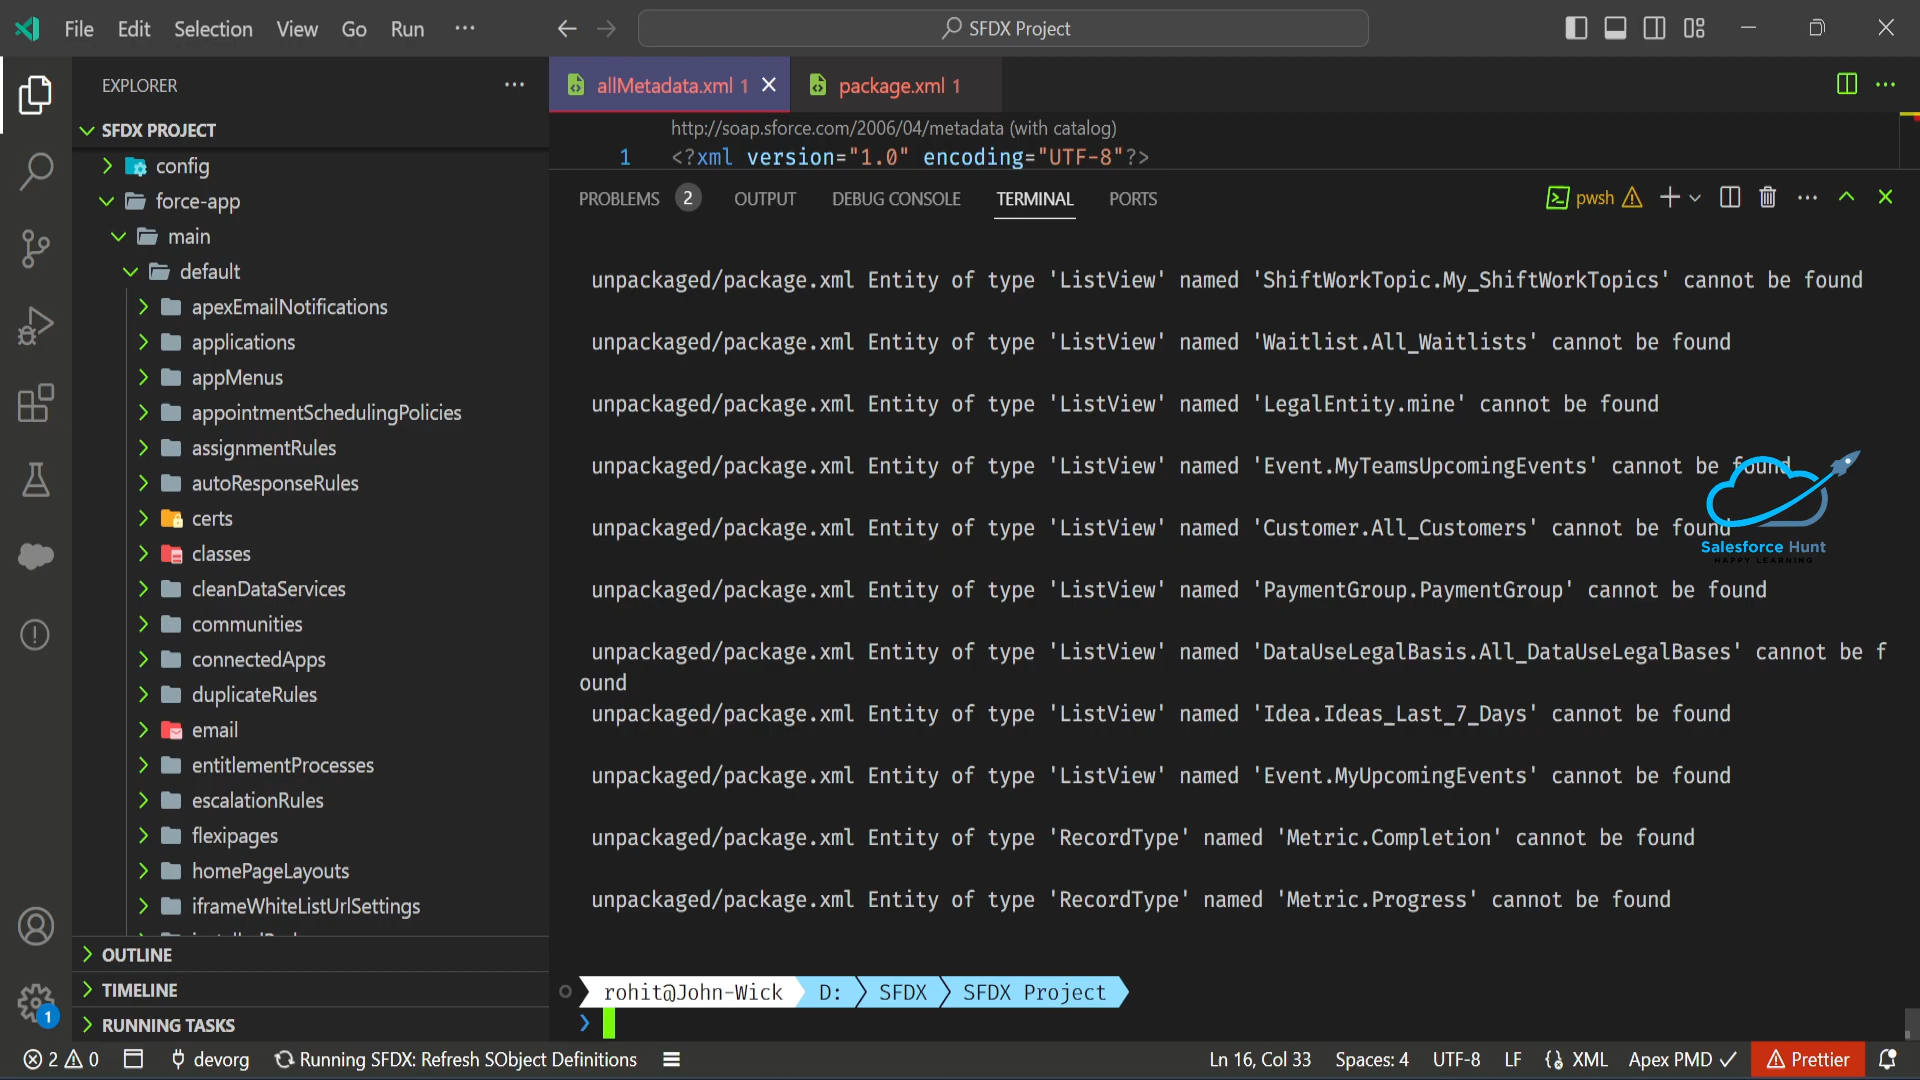 File Edit Selection View Go Run ···
SFDX Project
EXPLORER
SFDX PROJECT
config
force-app
main
default
apexEmailNotifications
applications
appMenus
appointmentSchedulingPolicies
assignmentRules
autoResponseRules
certs
classes
cleanDataServices
communities
connectedApps
duplicateRules
email
entitlementProcesses
escalationRules
flexipages
homePageLayouts
iframeWhiteListUrlSettings
OUTLINE
TIMELINE
RUNNING TASKS
allMetadata.xml 1
package.xml 1
http://soap.sforce.com/2006/04/metadata (with catalog)
1 <?xml version="1.0" encoding="UTF-8"?>
PROBLEMS 2 OUTPUT DEBUG CONSOLE TERMINAL PORTS
pwsh
unpackaged/package.xml Entity of type 'ListView' named 'ShiftWorkTopic.My_ShiftWorkTopics' cannot be found
unpackaged/package.xml Entity of type 'ListView' named 'Waitlist.All_Waitlists' cannot be found
unpackaged/package.xml Entity of type 'ListView' named 'LegalEntity.mine' cannot be found
unpackaged/package.xml Entity of type 'ListView' named 'Event.MyTeamsUpcomingEvents' cannot be found
unpackaged/package.xml Entity of type 'ListView' named 'Customer.All_Customers' cannot be found
unpackaged/package.xml Entity of type 'ListView' named 'PaymentGroup.PaymentGroup' cannot be found
unpackaged/package.xml Entity of type 'ListView' named 'DataUseLegalBasis.All_DataUseLegalBases' cannot be f
ound
unpackaged/package.xml Entity of type 'ListView' named 'Idea.Ideas_Last_7_Days' cannot be found
unpackaged/package.xml Entity of type 'ListView' named 'Event.MyUpcomingEvents' cannot be found
unpackaged/package.xml Entity of type 'RecordType' named 'Metric.Completion' cannot be found
unpackaged/package.xml Entity of type 'RecordType' named 'Metric.Progress' cannot be found
Salesforce Hunt
HAPPY LEARNING
rohit@John-Wick D: SFDX SFDX Project
❯
1
2 0 devorg Running SFDX: Refresh SObject Definitions
Ln 16, Col 33 Spaces: 4 UTF-8 LF {} XML Apex PMD ✓ Prettier